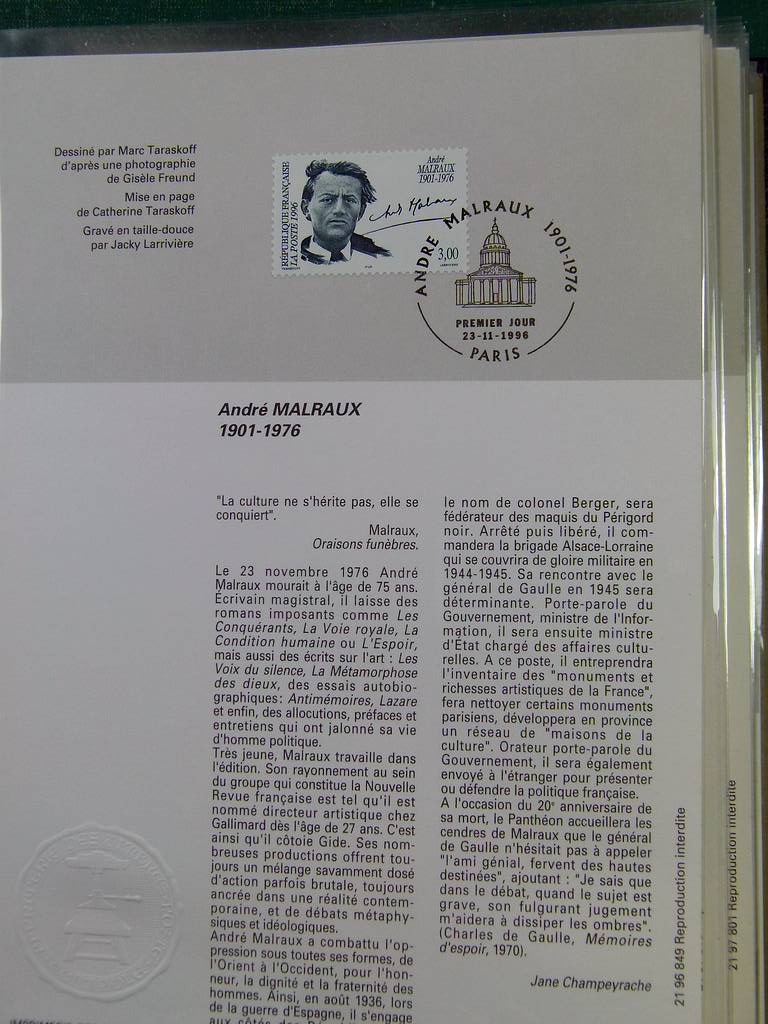 Dessiné par Marc Taraskoff
d'après une photographie
de Gisèle Freund
Mise en page
de Catherine Taraskoff
Gravé en taille-douce
par Jacky Larrivière
RÉPUBLIQUE FRANÇAISE
LA POSTE 1996
André
MALRAUX
1901-1976
3,00
ANDRE MALRAUX 1901-1976
PREMIER JOUR
23-11-1996
PARIS
André MALRAUX
1901-1976
"La culture ne s'hérite pas, elle se
conquiert".
Malraux,
Oraisons funèbres.
Le 23 novembre 1976 André
Malraux mourait à l'âge de 75 ans.
Écrivain magistral, il laisse des
romans imposants comme Les
Conquérants, La Voie royale, La
Condition humaine ou L'Espoir,
mais aussi des écrits sur l'art : Les
Voix du silence, La Métamorphose
des dieux, des essais autobio-
graphiques: Antimémoires, Lazare
et enfin, des allocutions, préfaces et
entretiens qui ont jalonné sa vie
d'homme politique.
Très jeune, Malraux travaille dans
l'édition. Son rayonnement au sein
du groupe qui constitue la Nouvelle
Revue française est tel qu'il est
nommé directeur artistique chez
Gallimard dès l'âge de 27 ans. C'est
ainsi qu'il côtoie Gide. Ses nom-
breuses productions offrent tou-
jours un mélange savamment dosé
d'action parfois brutale, toujours
ancrée dans une réalité contem-
poraine, et de débats métaphy-
siques et idéologiques.
André Malraux a combattu l'op-
pression sous toutes ses formes, de
l'Orient à l'Occident, pour l'hon-
neur, la dignité et la fraternité des
hommes. Ainsi, en août 1936, lors
de la guerre d'Espagne, il s'engage
aux côtés des
le nom de colonel Berger, sera
fédérateur des maquis du Périgord
noir. Arrêté puis libéré, il com-
mandera la brigade Alsace-Lorraine
qui se couvrira de gloire militaire en
1944-1945. Sa rencontre avec le
général de Gaulle en 1945 sera
déterminante. Porte-parole du
Gouvernement, ministre de l'Infor-
mation, il sera ensuite ministre
d'État chargé des affaires cultu-
relles. A ce poste, il entreprendra
l'inventaire des "monuments et
richesses artistiques de la France",
fera nettoyer certains monuments
parisiens, développera en province
un réseau de "maisons de la
culture". Orateur porte-parole du
Gouvernement, il sera également
envoyé à l'étranger pour présenter
ou défendre la politique française.
A l'occasion du 20e anniversaire de
sa mort, le Panthéon accueillera les
cendres de Malraux que le général
de Gaulle n'hésitait pas à appeler
"l'ami génial, fervent des hautes
destinées", ajoutant : "Je sais que
dans le débat, quand le sujet est
grave, son fulgurant jugement
m'aidera à dissiper les ombres".
(Charles de Gaulle, Mémoires
d'espoir, 1970).
Jane Champeyrache
21 96 849 Reproduction interdite
21 97 801 Reproduction interdite